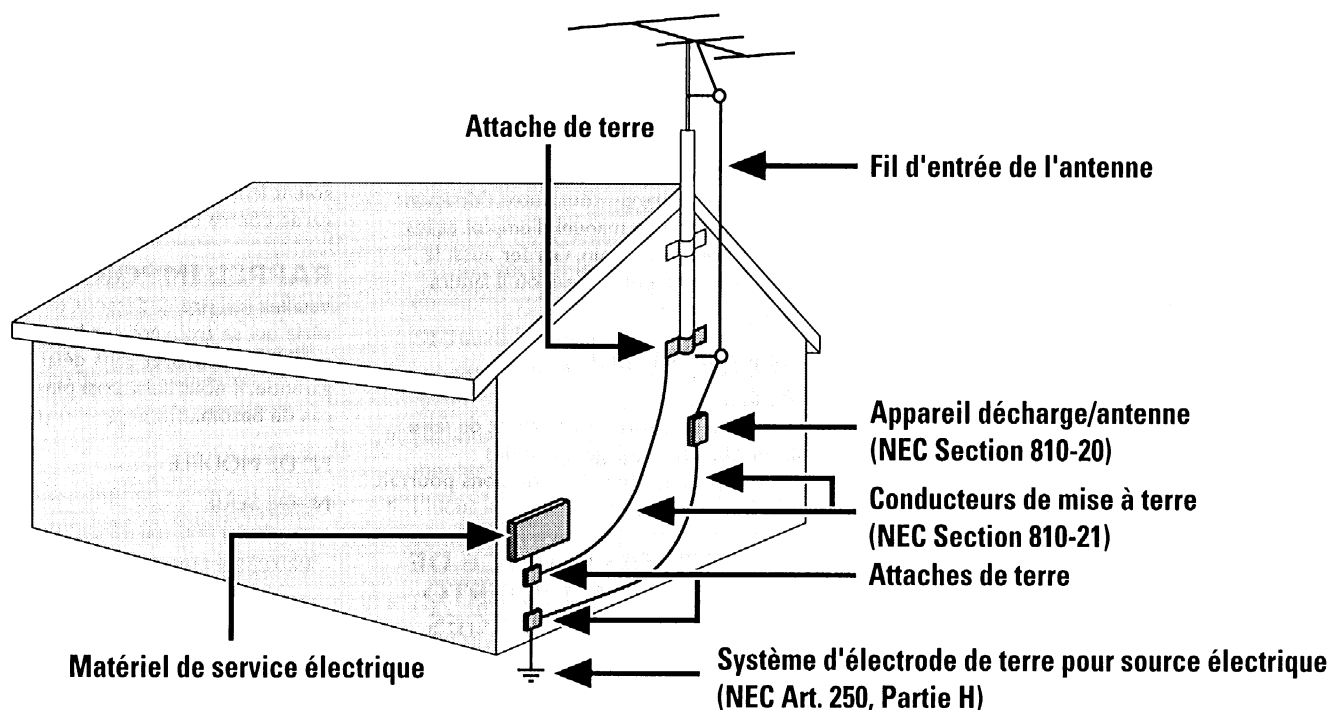 Attache de terre
Fil d'entrée de l'antenne
Appareil décharge/antenne
(NEC Section 810-20)
Conducteurs de mise à terre
(NEC Section 810-21)
Attaches de terre
Matériel de service électrique
Système d'électrode de terre pour source électrique
(NEC Art. 250, Partie H)